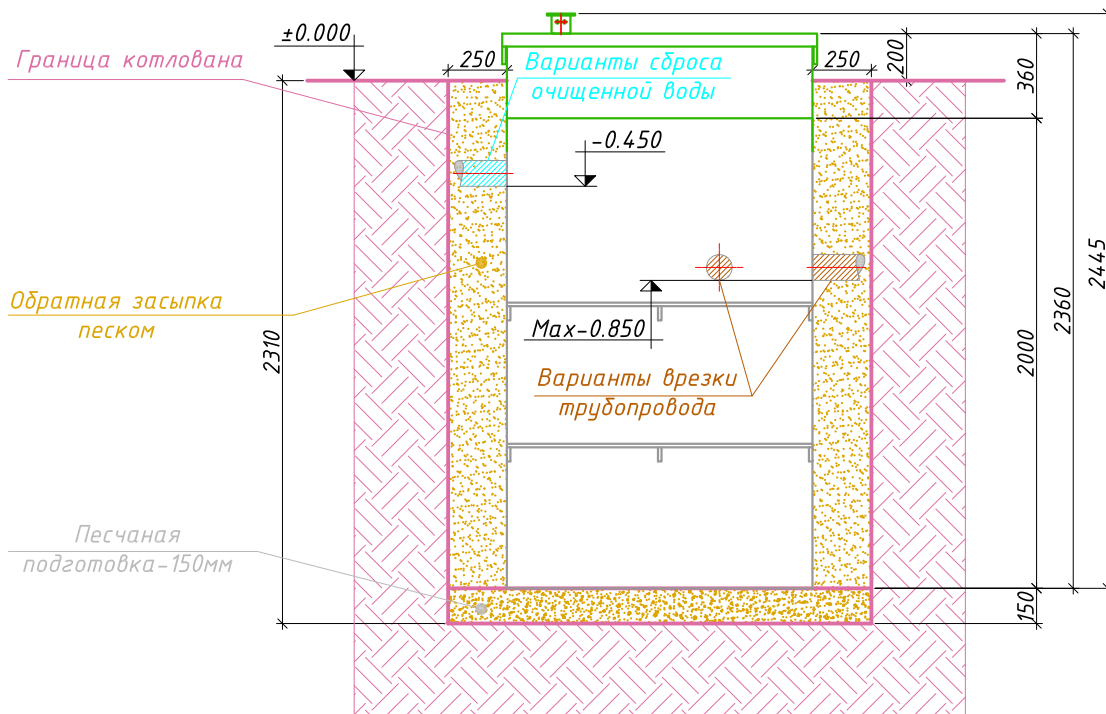 ±0.000
Граница котлована
250
Варианты сброса
очищенной воды
250
200
360
-0.450
2445
Обратная засыпка
песком
2310
Max-0.850
2360
2000
Варианты врезки
трубопровода
Песчаная
подготовка-150мм
150